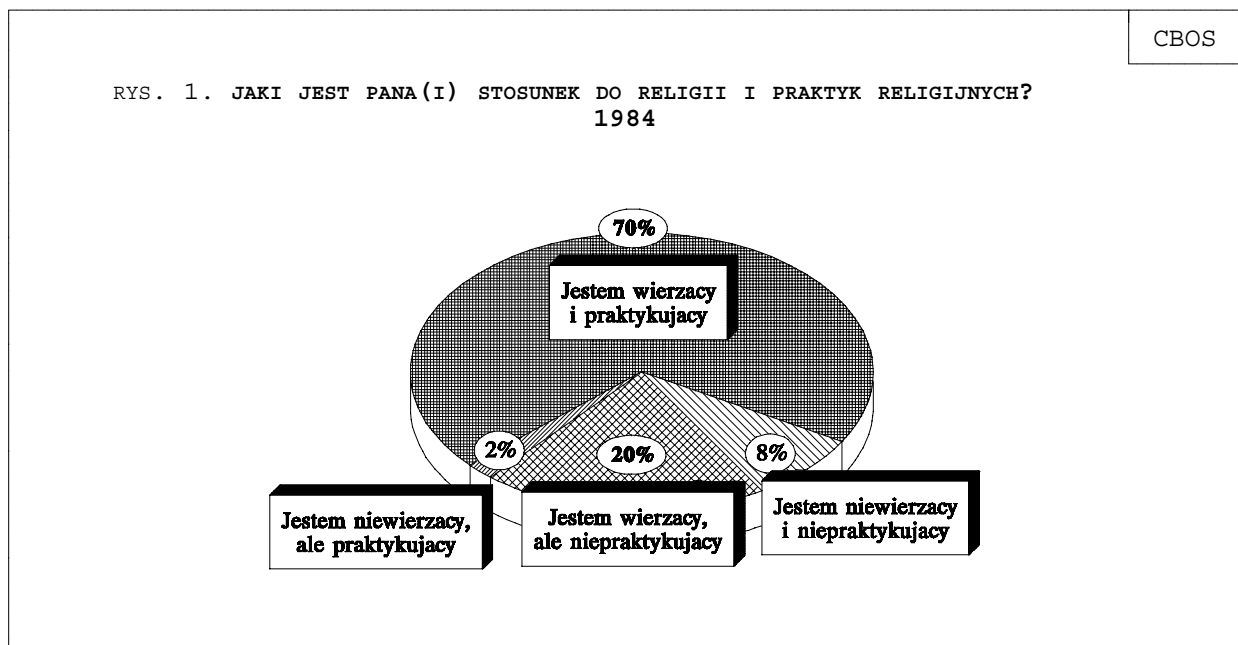 CBOS
RYS. 1. JAKI JEST PANA(I) STOSUNEK DO RELIGII I PRAKTYK RELIGIJNYCH?
1984
70%
Jestem wierzacy
i praktykujacy
2%
20%
8%
Jestem niewierzacy,
ale praktykujacy
Jestem wierzacy,
ale niepraktykujacy
Jestem niewierzacy
i niepraktykujacy